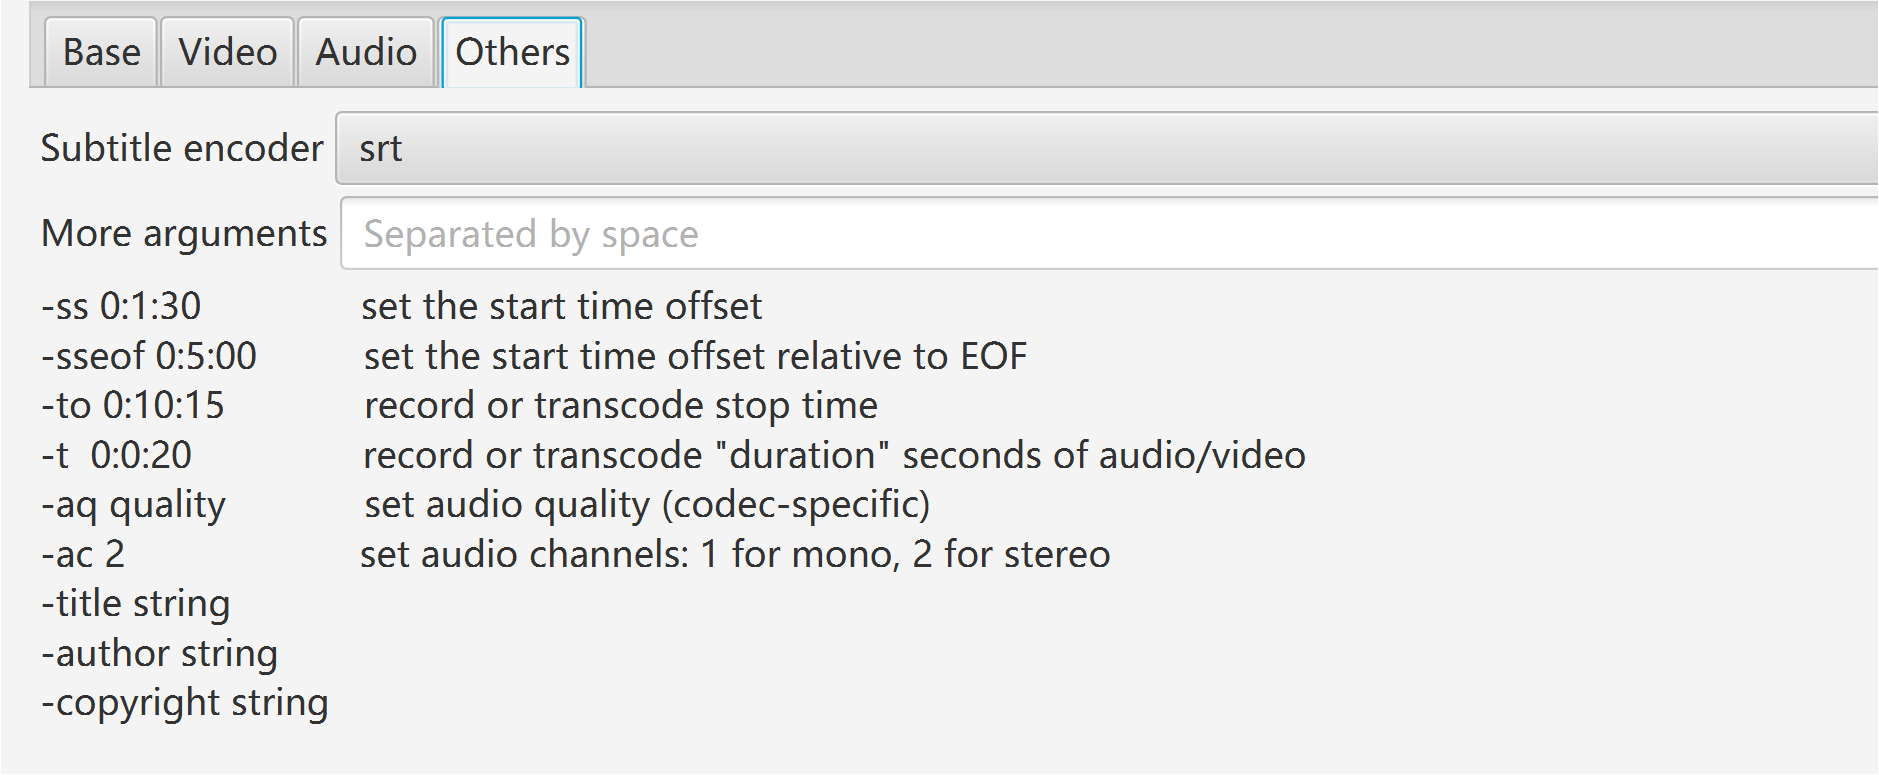 Base Video Audio Others
Subtitle encoder srt
More arguments Separated by space
-ss 0:1:30 set the start time offset
-sseof 0:5:00 set the start time offset relative to EOF
-to 0:10:15 record or transcode stop time
-t 0:0:20 record or transcode "duration" seconds of audio/video
-aq quality set audio quality (codec-specific)
-ac 2 set audio channels: 1 for mono, 2 for stereo
-title string
-author string
-copyright string